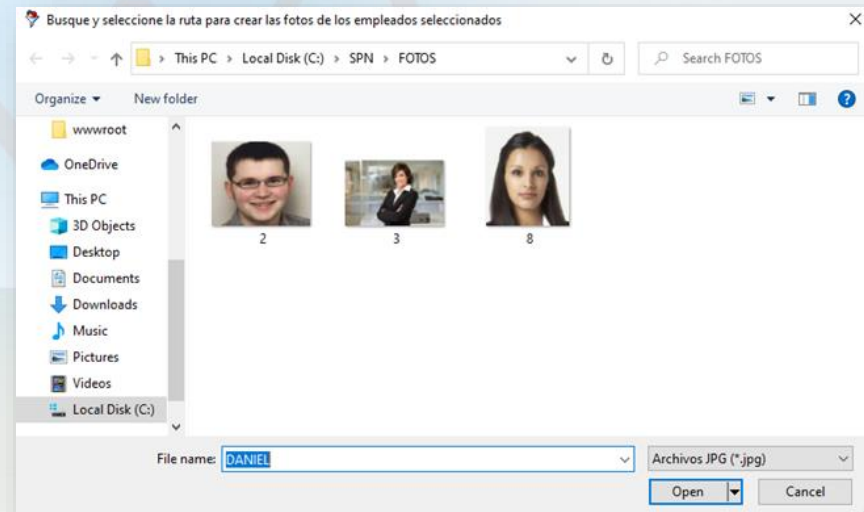 Busque y seleccione la ruta para crear las fotos de los empleados seleccionados
This PC > Local Disk (C:) > SPN > FOTOS
Search FOTOS
Organize
New folder
wwwroot
OneDrive
This PC
3D Objects
Desktop
Documents
Downloads
Music
Pictures
Videos
Local Disk (C:)
2
3
8
File name: DANIEL
Archivos JPG (*.jpg)
Open
Cancel